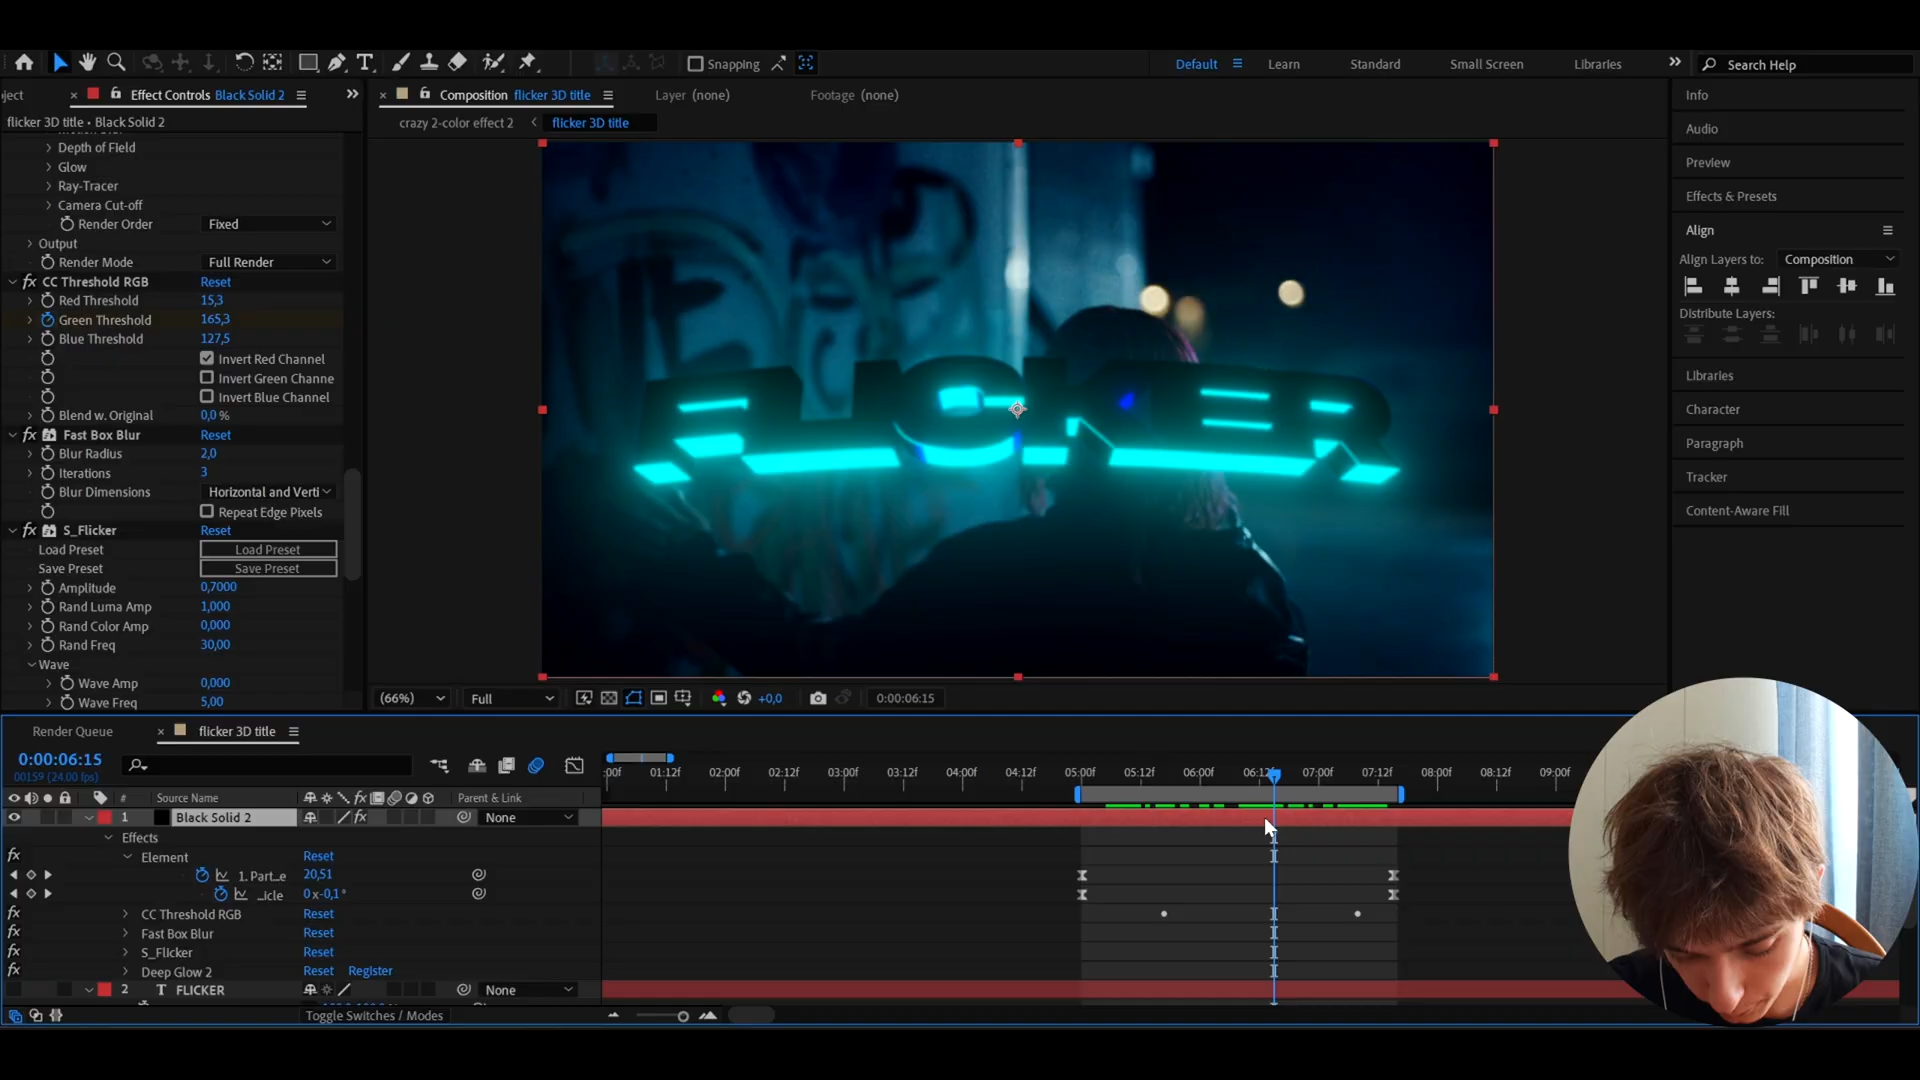 Snapping
Default
Learn
Standard
Small Screen
Libraries
Search Help
ject
Effect Controls Black Solid 2
Composition flicker 3D title
Layer (none)
Footage (none)
flicker 3D title • Black Solid 2
crazy 2-color effect 2
flicker 3D title
Depth of Field
Glow
Ray-Tracer
Camera Cut-off
Render Order Fixed
Output
Render Mode Full Render
fx CC Threshold RGB Reset
Red Threshold 15,3
Green Threshold 165,3
Blue Threshold 127,5
Invert Red Channel
Invert Green Channe
Invert Blue Channel
Blend w. Original 0,0 %
fx Fast Box Blur Reset
Blur Radius 2,0
Iterations 3
Blur Dimensions Horizontal and Verti
Repeat Edge Pixels
fx S_Flicker Reset
Load Preset Load Preset
Save Preset Save Preset
Amplitude 0,7000
Rand Luma Amp 1,000
Rand Color Amp 0,000
Rand Freq 30,00
Wave
Wave Amp 0,000
Wave Freq 5,00
(66%)
Full
+0,0
0:00:06:15
Info
Audio
Preview
Effects & Presets
Align
Align Layers to: Composition
Distribute Layers:
Libraries
Character
Paragraph
Tracker
Content-Aware Fill
Render Queue
flicker 3D title
0:00:06:15
00159 (24.00 fps)
:00f 01:12f 02:00f 02:12f 03:00f 03:12f 04:00f 04:12f 05:00f 05:12f 06:00f 06:12f 07:00f 07:12f 08:00f 08:12f 09:00f
# Source Name fx Parent & Link
1 Black Solid 2 fx None
Effects
fx Element Reset
1. Part_e 20,51
_icle 0 x-0,1 °
fx CC Threshold RGB Reset
fx Fast Box Blur Reset
fx S_Flicker Reset
fx Deep Glow 2 Reset Register
2 T FLICKER None
Toggle Switches / Modes